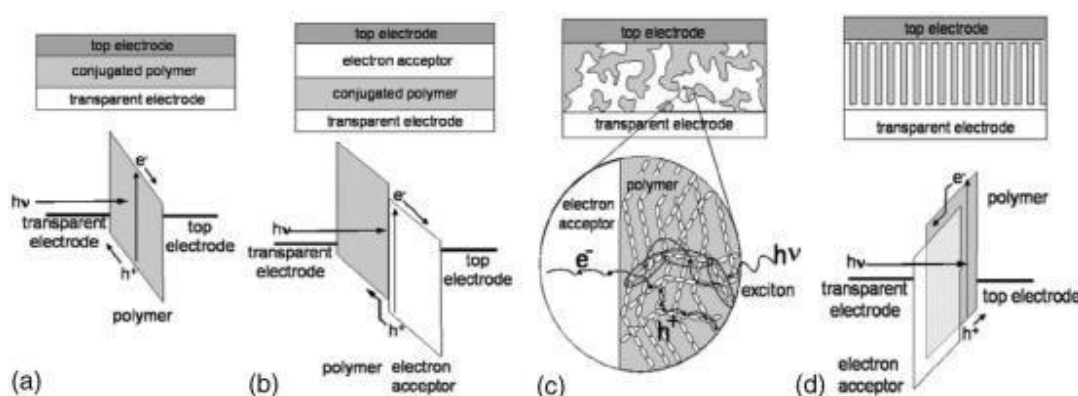 top electrode
conjugated polymer
transparent electrode
e-
hν
transparent
electrode
top
electrode
h+
polymer
(a)
top electrode
electron acceptor
conjugated polymer
transparent electrode
e-
hν
transparent
electrode
top
electrode
h+
polymer electron
acceptor
(b)
top electrode
transparent electrode
polymer
electron
acceptor
e-
hν
exciton
h+
(c)
top electrode
transparent electrode
e-
polymer
hν
transparent
electrode
top electrode
h+
electron
acceptor
(d)